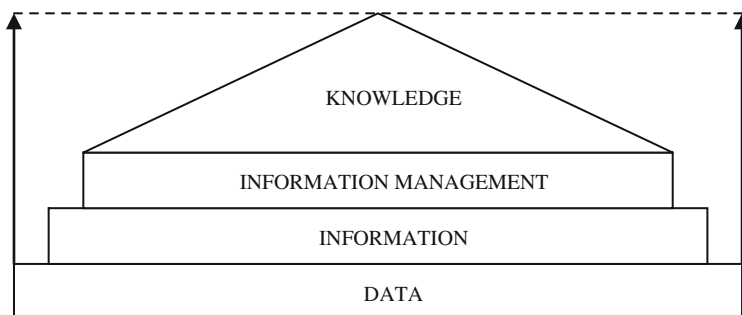 KNOWLEDGE
INFORMATION MANAGEMENT
INFORMATION
DATA